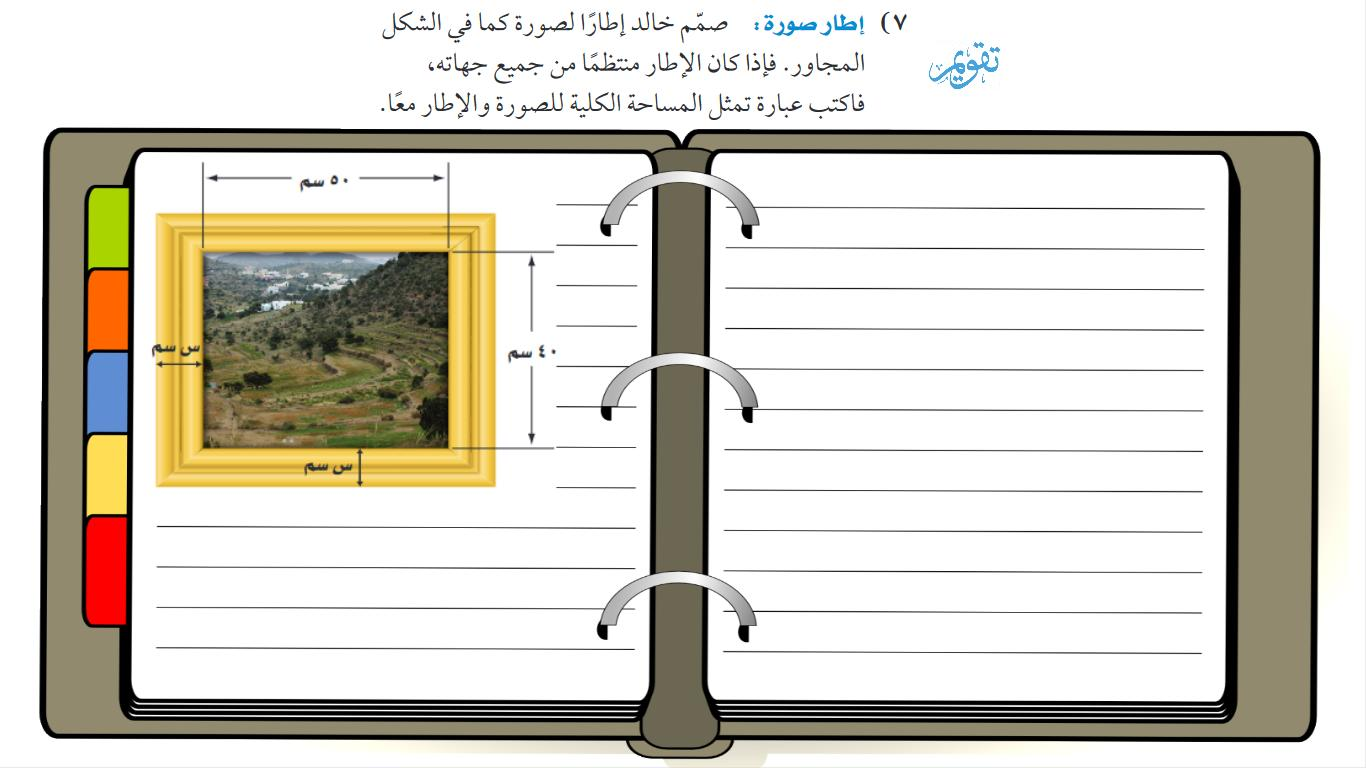 ٧) إطار صورة : صمّم خالد إطارًا لصورة كما في الشكل
المجاور. فإذا كان الإطار منتظمًا من جميع جهاته،
فاكتب عبارة تمثل المساحة الكلية للصورة والإطار معًا.
تقويم
٥٠ سم
٤٠ سم
س سم
س سم